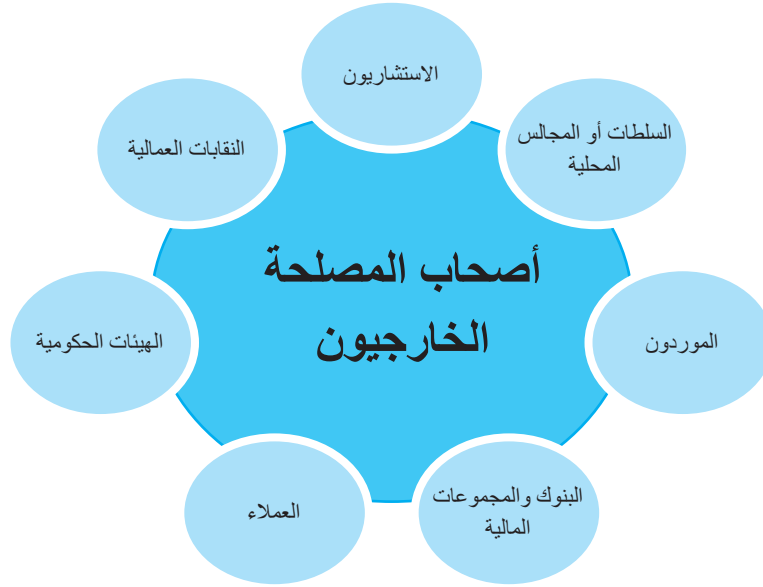 الاستشاريون
السلطات أو المجالس
المحلية
النقابات العمالية
أصحاب المصلحة
الخارجيون
الموردون
الهيئات الحكومية
البنوك والمجموعات
المالية
العملاء